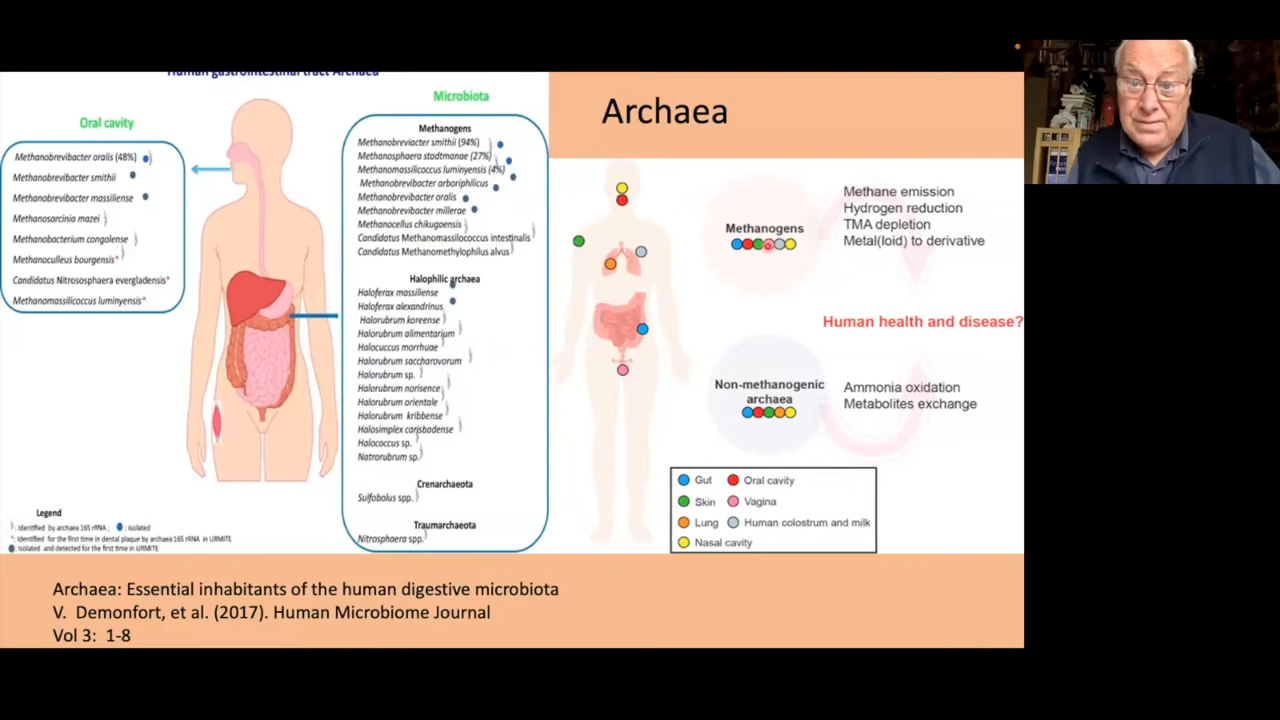 Human gastrointestinal tract Archaea
Oral cavity
Methanobrevibacter oralis (48%)
Methanobrevibacter smithii
Methanobrevibacter massiliense
Methanosarcinia mazei
Methanobacterium congolense
Methanoculleus bourgensis*
Candidatus Nitrososphaera evergladensis*
Methanomassilicoccus luminyensis*
Microbiota
Methanogens
Methanobreviacter smithii (94%)
Methanosphaera stadtmanae (27%)
Methanomassiliicoccus luminyensis (4%)
Methanobrevibacter arboriphilicus
Methanobrevibacter oralis
Methanobrevibacter millerae
Methanocellus chikugoensis
Candidatus Methanomassilococcus intestinalis
Candidatus Methanomethylophilus alvus
Halophilic archaea
Haloferax massiliense
Haloferax alexandrinus
Halorubrum koreense
Halorubrum alimentarium
Halococcus morrhuae
Halorubrum saccharovorum
Halorubrum sp.
Halorubrum norisence
Halorubrum orientale
Halorubrum kribbense
Halosimplex carlsbadense
Halococcus sp.
Natrorubrum sp.
Crenarchaeota
Sulfobolus spp.
Traumarchaeota
Nitrosphaera spp.
Legend
: Identified by archaea 16S rRNA ; : Isolated
*: Identified for the first time in dental plaque by archaea 16S rRNA in URMITE
: Isolated and detected for the first time in URMITE
Archaea
Methanogens
Methane emission
Hydrogen reduction
TMA depletion
Metal(loid) to derivative
Human health and disease?
Non-methanogenic
archaea
Ammonia oxidation
Metabolites exchange
Gut Oral cavity
Skin Vagina
Lung Human colostrum and milk
Nasal cavity
Archaea: Essential inhabitants of the human digestive microbiota
V. Demonfort, et al. (2017). Human Microbiome Journal
Vol 3: 1-8